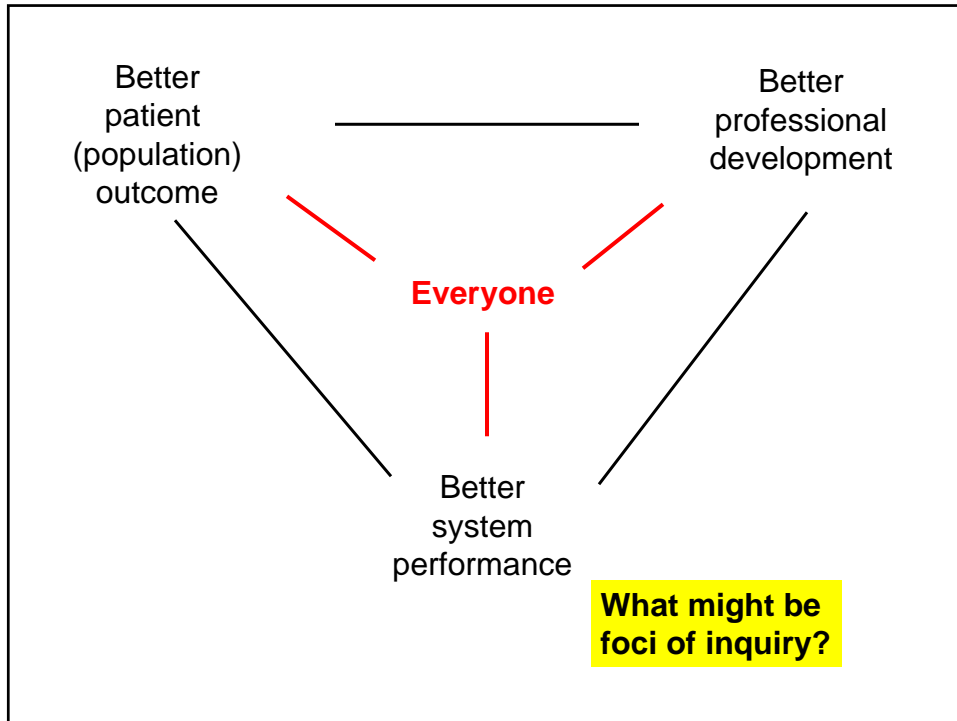 Better
patient
(population)
outcome
Better
professional
development
Everyone
Better
system
performance
What might be
foci of inquiry?